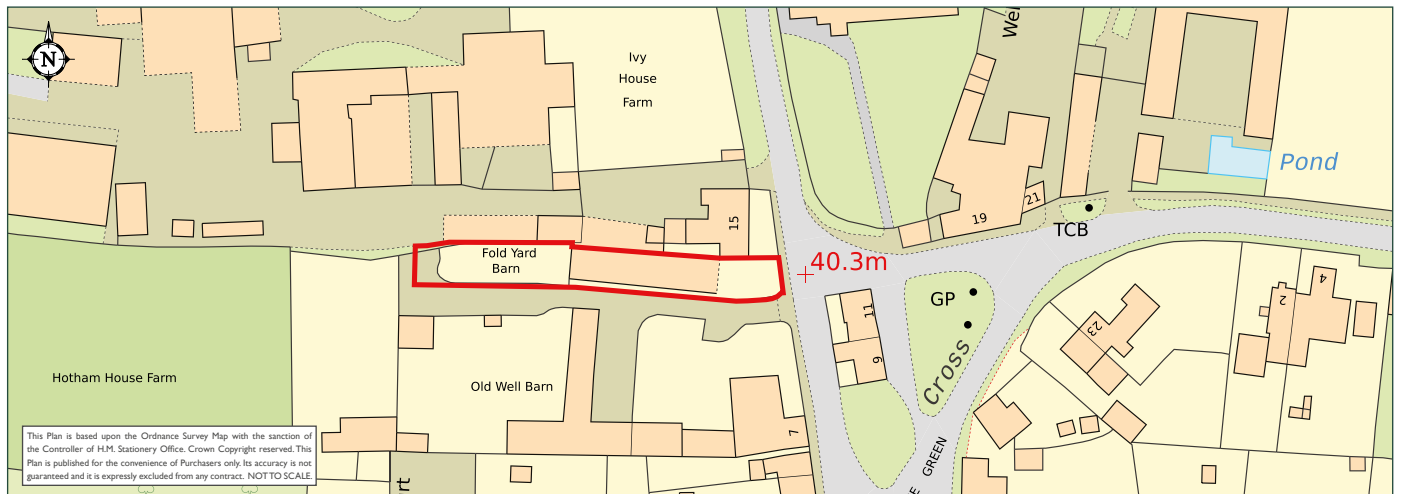 N
Ivy
House
Farm
Wel
Pond
15
19
21
TCB
Fold Yard
Barn
40.3m
GP
11
9
Cross
23
2
4
Hotham House Farm
Old Well Barn
7
E GREEN
rt
This Plan is based upon the Ordnance Survey Map with the sanction of
the Controller of H.M. Stationery Office. Crown Copyright reserved. This
Plan is published for the convenience of Purchasers only. Its accuracy is not
guaranteed and it is expressly excluded from any contract. NOT TO SCALE.